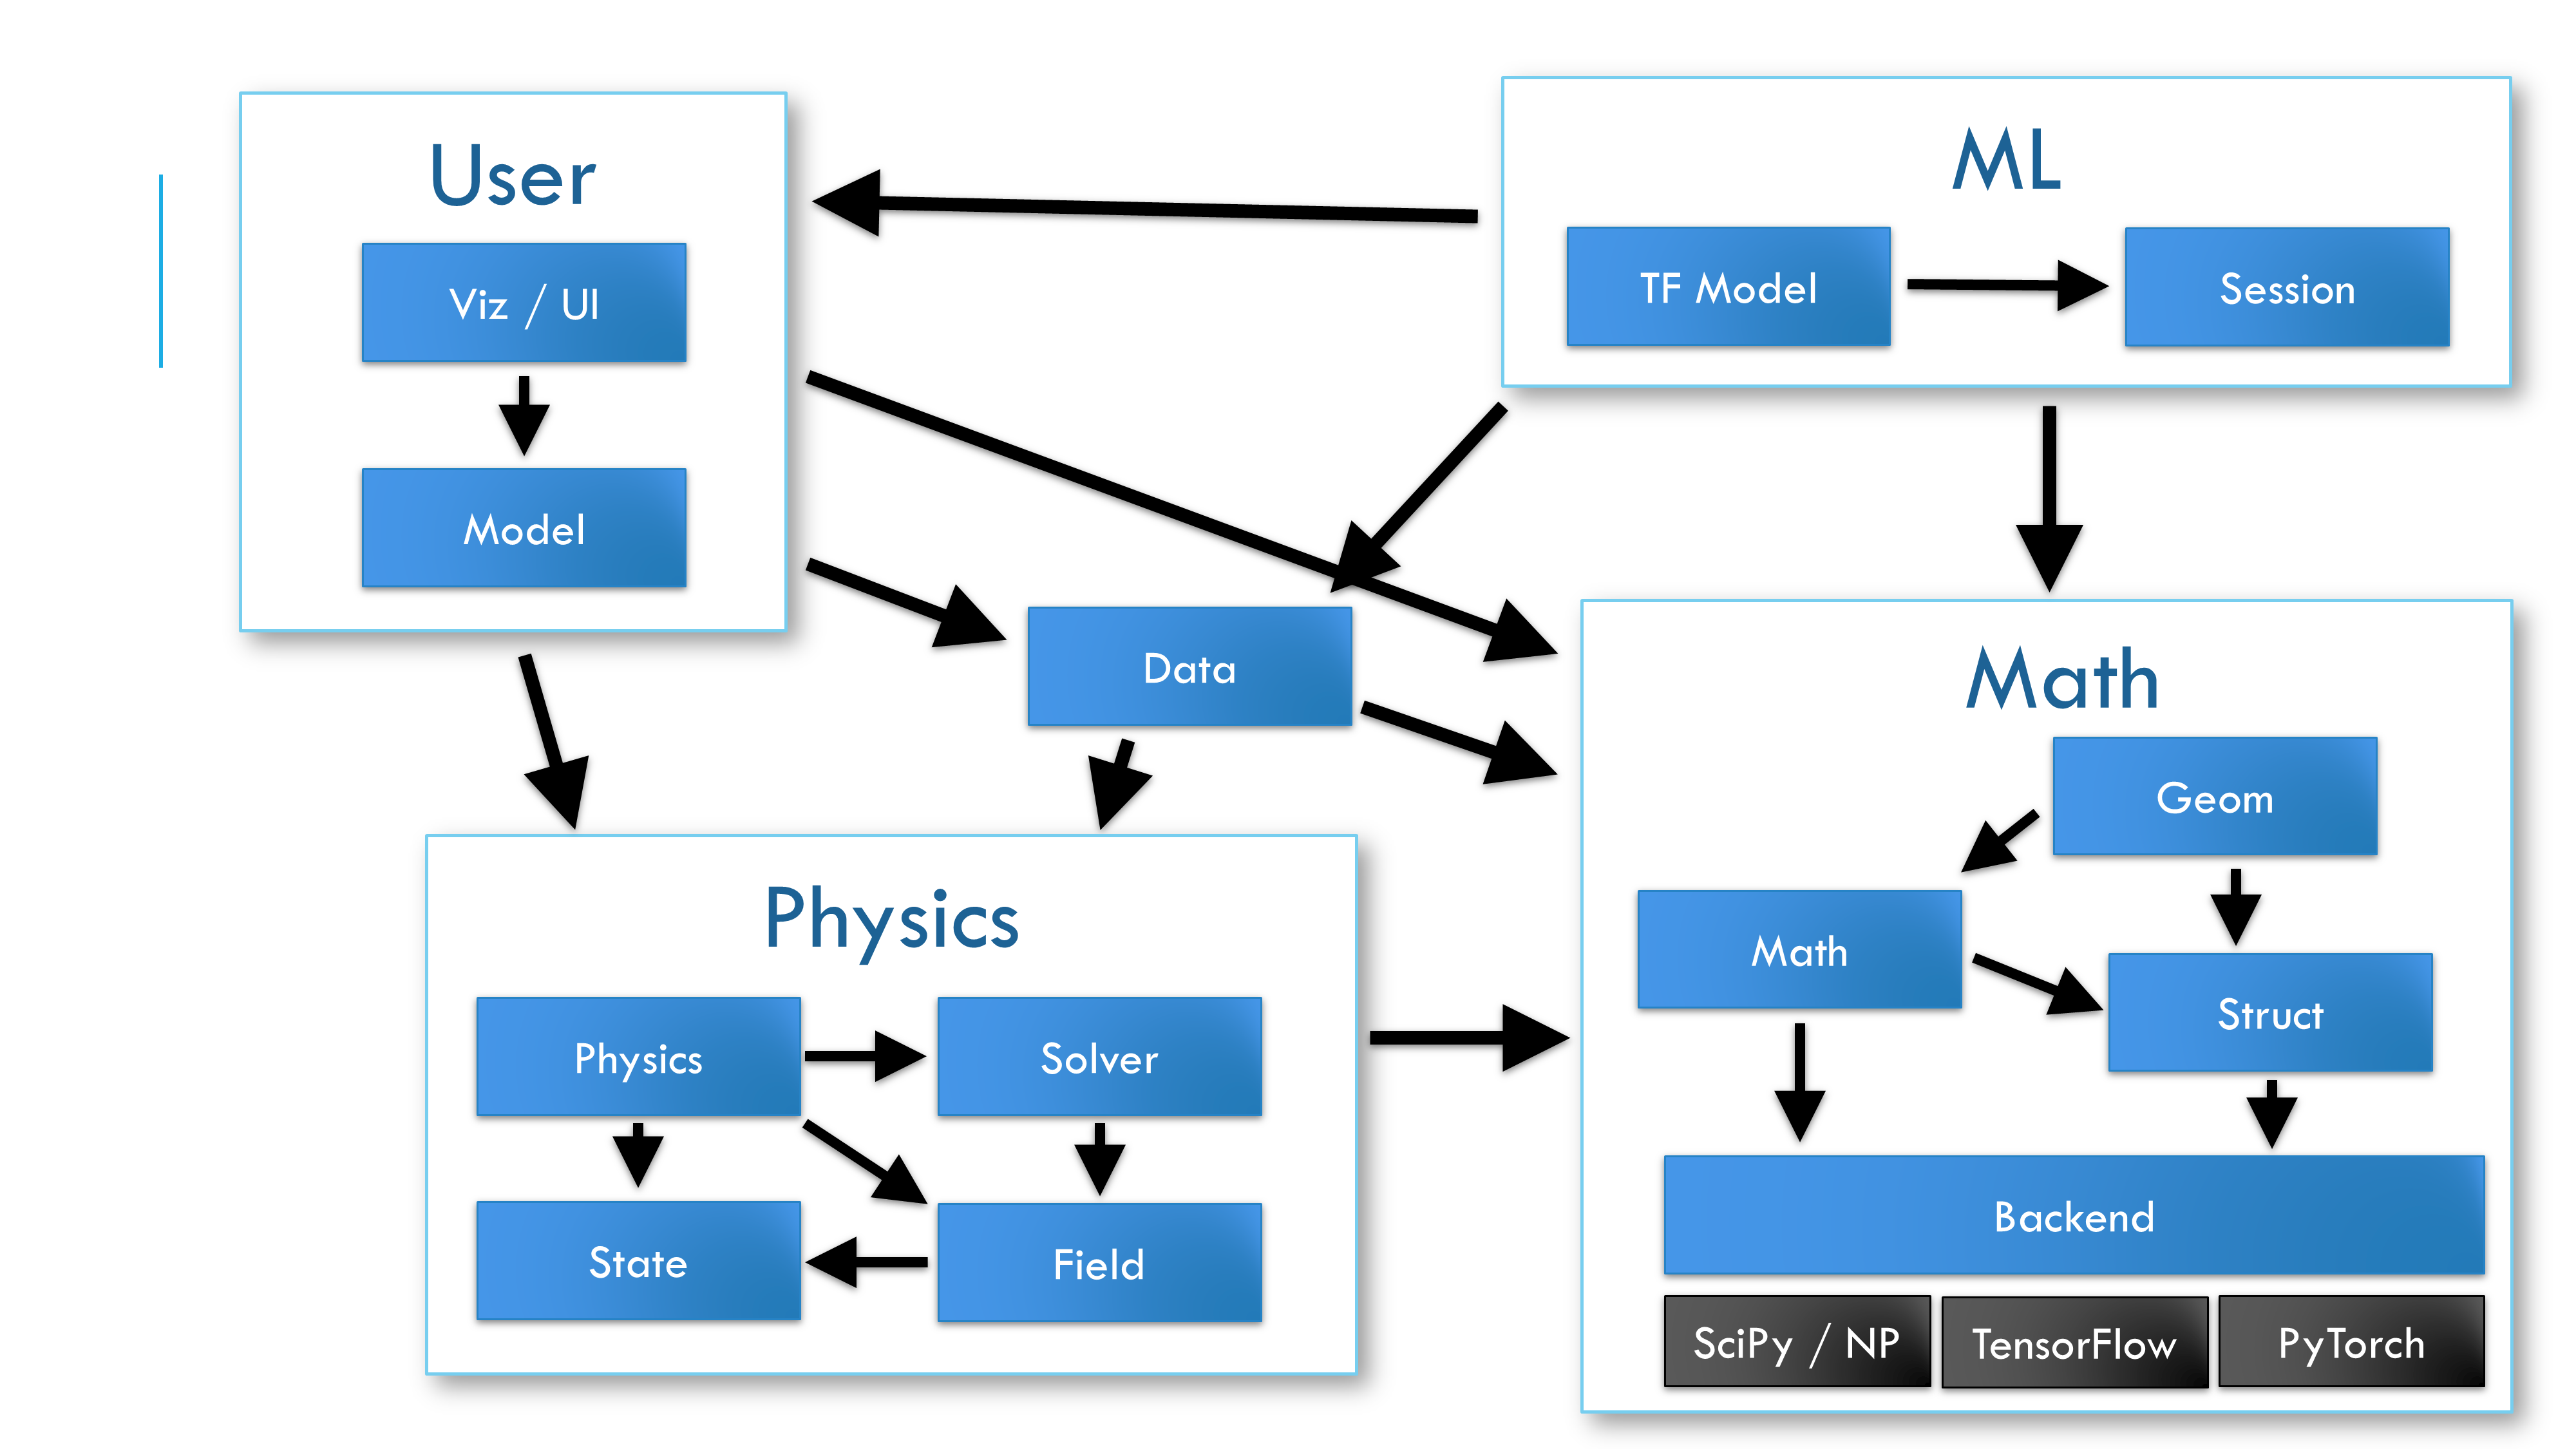 User
Viz / UI
Model
ML
TF Model
Session
Data
Physics
Physics
Solver
State
Field
Math
Geom
Math
Struct
Backend
SciPy / NP
TensorFlow
PyTorch